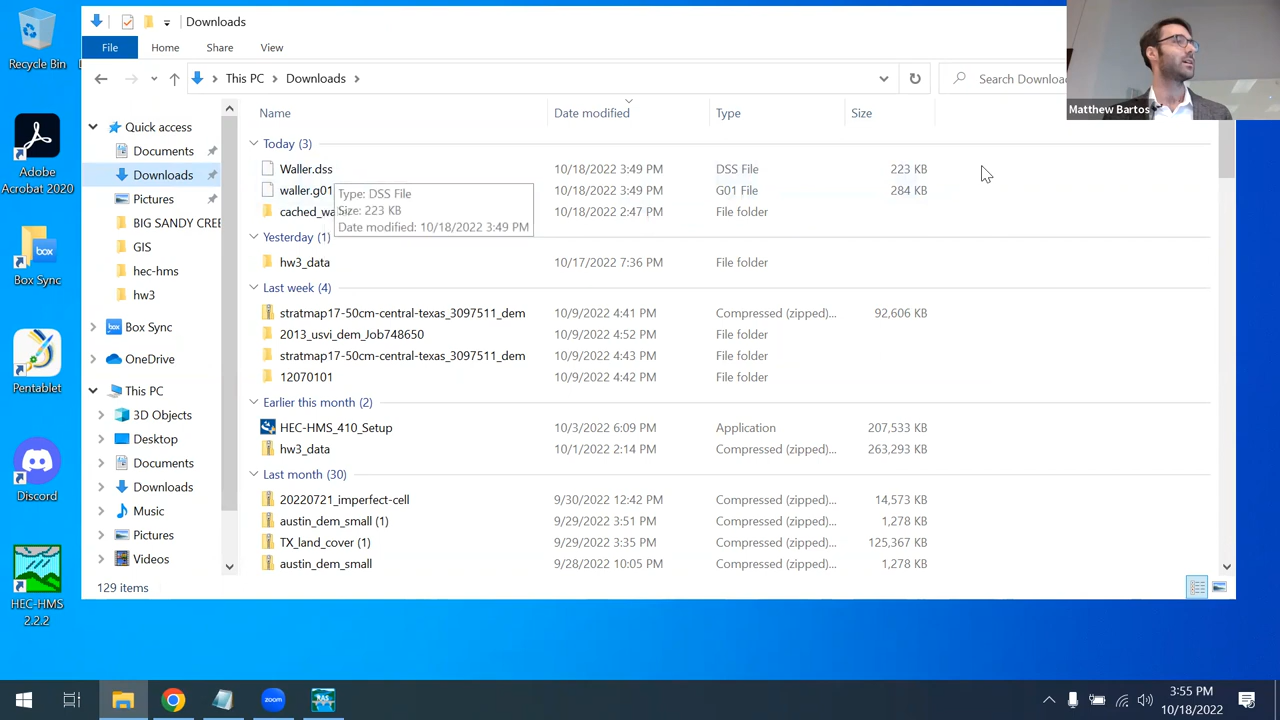 Recycle Bin
Adobe
Acrobat 2020
box
Box Sync
Pentablet
Discord
HEC-HMS
2.2.2
Downloads
File
Home
Share
View
This PC
Downloads
Search Downloa
Matthew Bartos
Quick access
Documents
Downloads
Pictures
BIG SANDY CREE
GIS
hec-hms
hw3
box
Box Sync
OneDrive
This PC
3D Objects
Desktop
Documents
Downloads
Music
Pictures
Videos
Name
Date modified
Type
Size
Today (3)
Waller.dss 10/18/2022 3:49 PM DSS File 223 KB
waller.g01 10/18/2022 3:49 PM G01 File 284 KB
cached_wa 10/18/2022 2:47 PM File folder
Type: DSS File
Size: 223 KB
Date modified: 10/18/2022 3:49 PM
Yesterday (1)
hw3_data 10/17/2022 7:36 PM File folder
Last week (4)
stratmap17-50cm-central-texas_3097511_dem 10/9/2022 4:41 PM Compressed (zipped)... 92,606 KB
2013_usvi_dem_Job748650 10/9/2022 4:52 PM File folder
stratmap17-50cm-central-texas_3097511_dem 10/9/2022 4:43 PM File folder
12070101 10/9/2022 4:42 PM File folder
Earlier this month (2)
HEC-HMS_410_Setup 10/3/2022 6:09 PM Application 207,533 KB
hw3_data 10/1/2022 2:14 PM Compressed (zipped)... 263,293 KB
Last month (30)
20220721_imperfect-cell 9/30/2022 12:42 PM Compressed (zipped)... 14,573 KB
austin_dem_small (1) 9/29/2022 3:51 PM Compressed (zipped)... 1,278 KB
TX_land_cover (1) 9/29/2022 3:35 PM Compressed (zipped)... 125,367 KB
austin_dem_small 9/28/2022 10:05 PM Compressed (zipped)... 1,278 KB
129 items
zoom
RAS
3:55 PM
10/18/2022